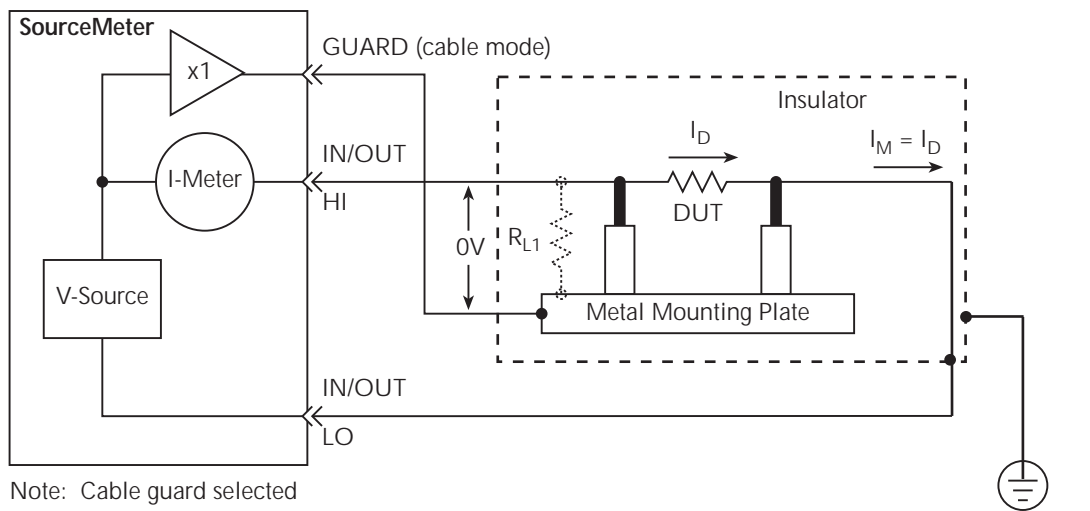 SourceMeter
GUARD (cable mode)
x1
Insulator
I-Meter
IN/OUT
HI
I_D
I_M = I_D
DUT
0V
R_L1
V-Source
Metal Mounting Plate
IN/OUT
LO
Note: Cable guard selected